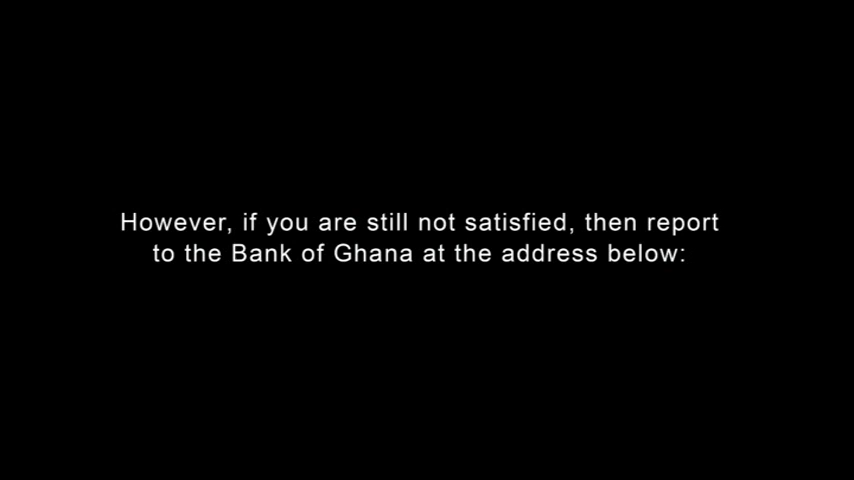 However, if you are still not satisfied, then report
to the Bank of Ghana at the address below: